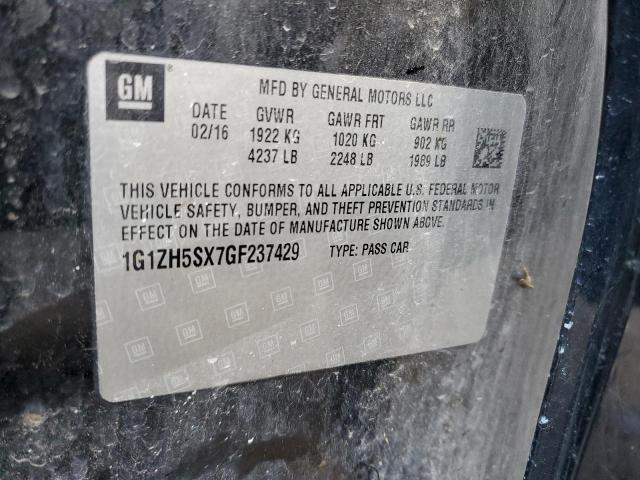 GM
MFD BY GENERAL MOTORS LLC
DATE GVWR GAWR FRT GAWR RR
02/16 1922 KG 1020 KG 902 KG
4237 LB 2248 LB 1989 LB
THIS VEHICLE CONFORMS TO ALL APPLICABLE U.S. FEDERAL MOTOR
VEHICLE SAFETY, BUMPER, AND THEFT PREVENTION STANDARDS IN
EFFECT ON THE DATE OF MANUFACTURE SHOWN ABOVE.
1G1ZH5SX7GF237429 TYPE: PASS CAR